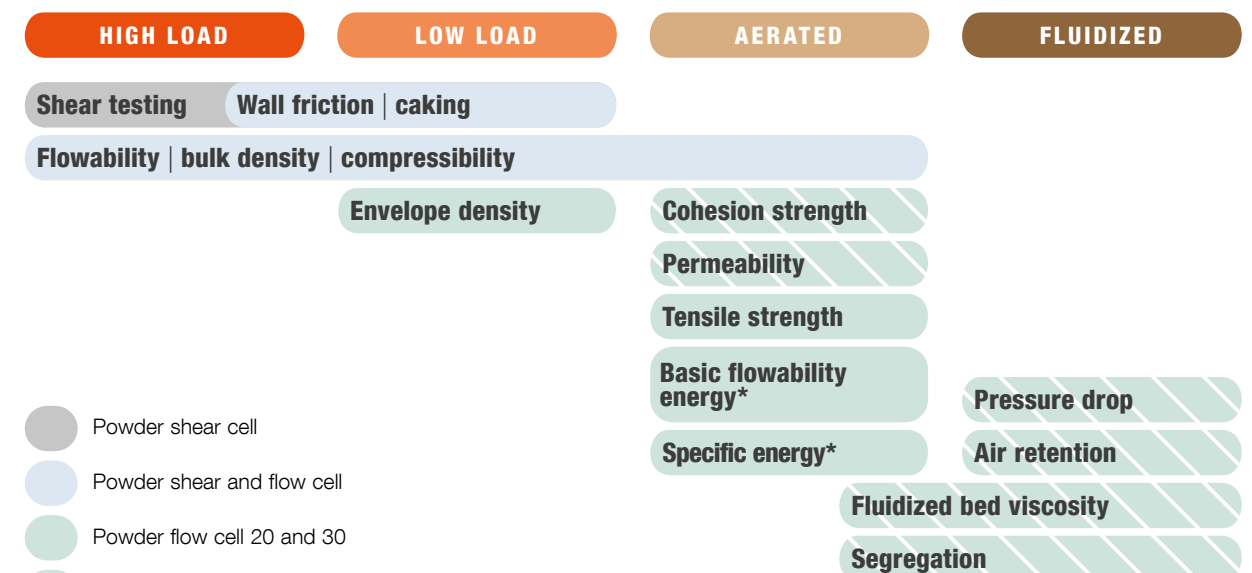 HIGH LOAD
LOW LOAD
AERATED
FLUIDIZED
Shear testing
Wall friction | caking
Flowability | bulk density | compressibility
Envelope density
Cohesion strength
Permeability
Tensile strength
Basic flowability
energy*
Pressure drop
Powder shear cell
Specific energy*
Air retention
Powder shear and flow cell
Fluidized bed viscosity
Powder flow cell 20 and 30
Segregation